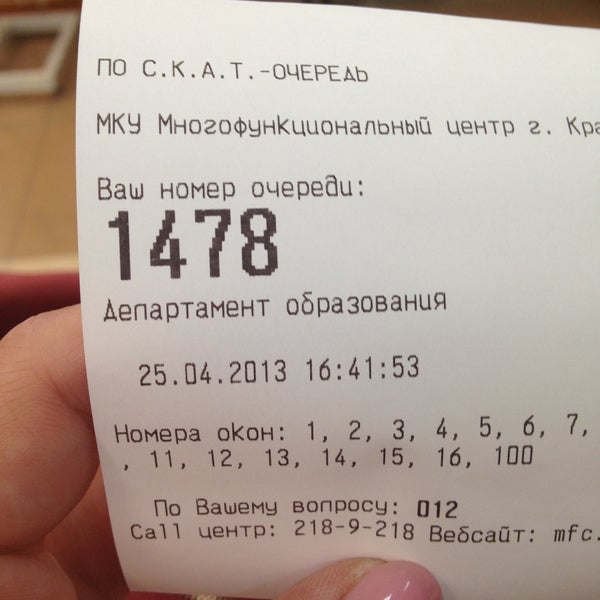 ПО С.К.А.Т.-ОЧЕРЕДЬ
МКУ Многофункциональный центр г. Кра
Ваш номер очереди:
1478
Департамент образования
25.04.2013 16:41:53
Номера окон: 1, 2, 3, 4, 5, 6, 7,
, 11, 12, 13, 14, 15, 16, 100
По Вашему вопросу: 012
Call центр: 218-9-218 Вебсайт: mfc.